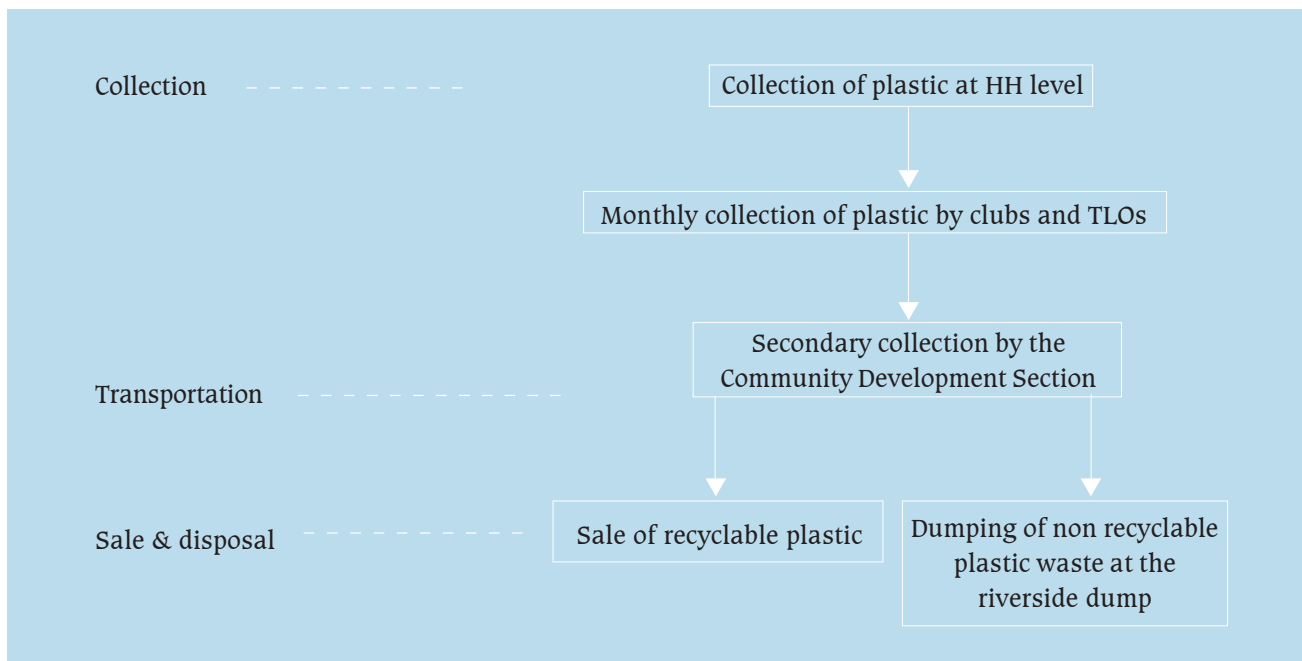 Collection
Collection of plastic at HH level
Monthly collection of plastic by clubs and TLOs
Secondary collection by the
Community Development Section
Transportation
Sale & disposal
Sale of recyclable plastic
Dumping of non recyclable
plastic waste at the
riverside dump